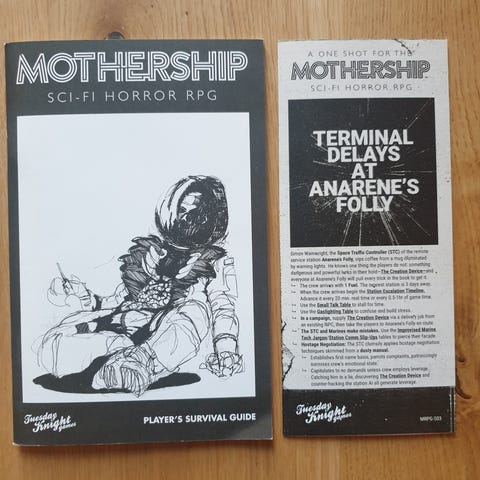 MOTHERSHIP
SCI-FI HORROR RPG
Tuesday
Knight
games
PLAYER'S SURVIVAL GUIDE
A ONE SHOT FOR THE
MOTHERSHIP
SCI-FI HORROR RPG
TERMINAL
DELAYS
AT
ANARENE'S
FOLLY
Simon Wainwright, the Space Traffic Controller (STC) of the remote
service station Anarene's Folly, sips coffee from a mug illuminated
by warning lights. He knows one thing the players do not: something
dangerous and powerful lurks in their hold—The Creation Device—and
everyone at Anarene's Folly will pull every trick in the book to get it.
The crew arrives with 1 Fuel. The nearest station is 3 days away.
When the crew arrives begin the Station Escalation Timeline.
Advance it every 20 min. real time or every 0.5-1hr of game time.
Use the Small Talk Table to stall for time.
Use the Gaslighting Table to confuse and build stress.
In a campaign, supply The Creation Device via a delivery job from
an existing NPC, then take the players to Anarene's Folly en route.
The STC and Marines make mistakes. Use the Improvised Marine
Tech Jargon/Station Comms Slip-Ups tables to pierce their facade.
Hostage Negotiation: The STC clumsily applies hostage negotiation
techniques skimmed from a dusty manual.
Establishes first name basis, parrots complaints, patronizingly
surmises crew's emotional state.
Capitulates to no demands unless crew employs leverage.
Catching him in a lie, discovering The Creation Device and
counter-hacking the station AI all generate leverage.
Tuesday
Knight
games
MRPG-103